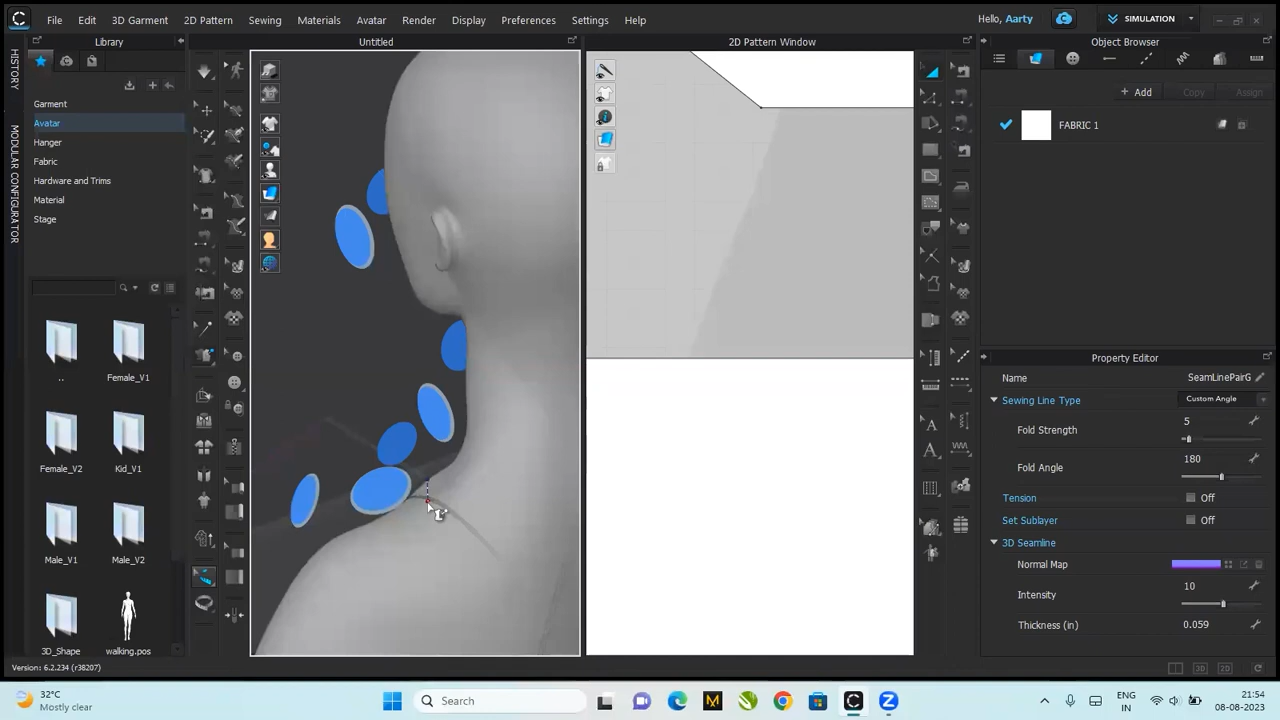 File Edit 3D Garment 2D Pattern Sewing Materials Avatar Render Display Preferences Settings Help
Hello, Aarty
SIMULATION
HISTORY
MODULAR CONFIGURATOR
Library
Untitled
2D Pattern Window
Object Browser
Garment
Avatar
Hanger
Fabric
Hardware and Trims
Material
Stage
..
Female_V1
Female_V2
Kid_V1
Male_V1
Male_V2
3D_Shape
walking.pos
+ Add
Copy
Assign
FABRIC 1
Property Editor
Name SeamLinePairG
Sewing Line Type Custom Angle
Fold Strength 5
Fold Angle 180
Tension Off
Set Sublayer Off
3D Seamline
Normal Map
Intensity 10
Thickness (in) 0.059
Version: 6.2.234 (r38207)
3D
2D
32°C
Mostly clear
Search
ENG
IN
21:54
08-08-2023